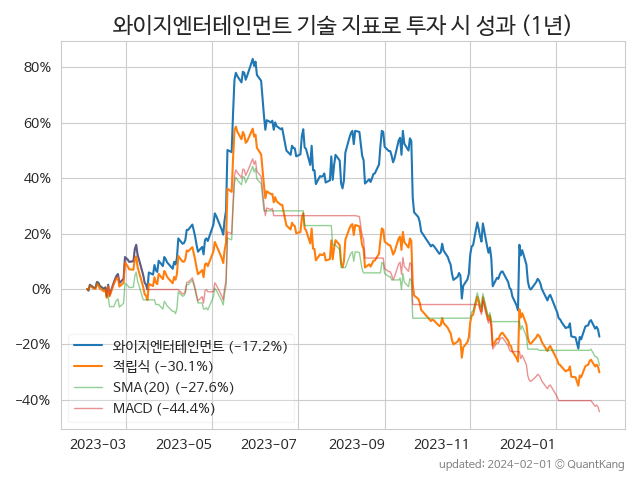 와이지엔터테인먼트 기술 지표로 투자 시 성과 (1년)
80%
60%
40%
20%
0%
−20%
−40%
와이지엔터테인먼트 (−17.2%)
적립식 (−30.1%)
SMA(20) (−27.6%)
MACD (−44.4%)
2023−03 2023−05 2023−07 2023−09 2023−11 2024−01
updated: 2024−02−01 © QuantKang